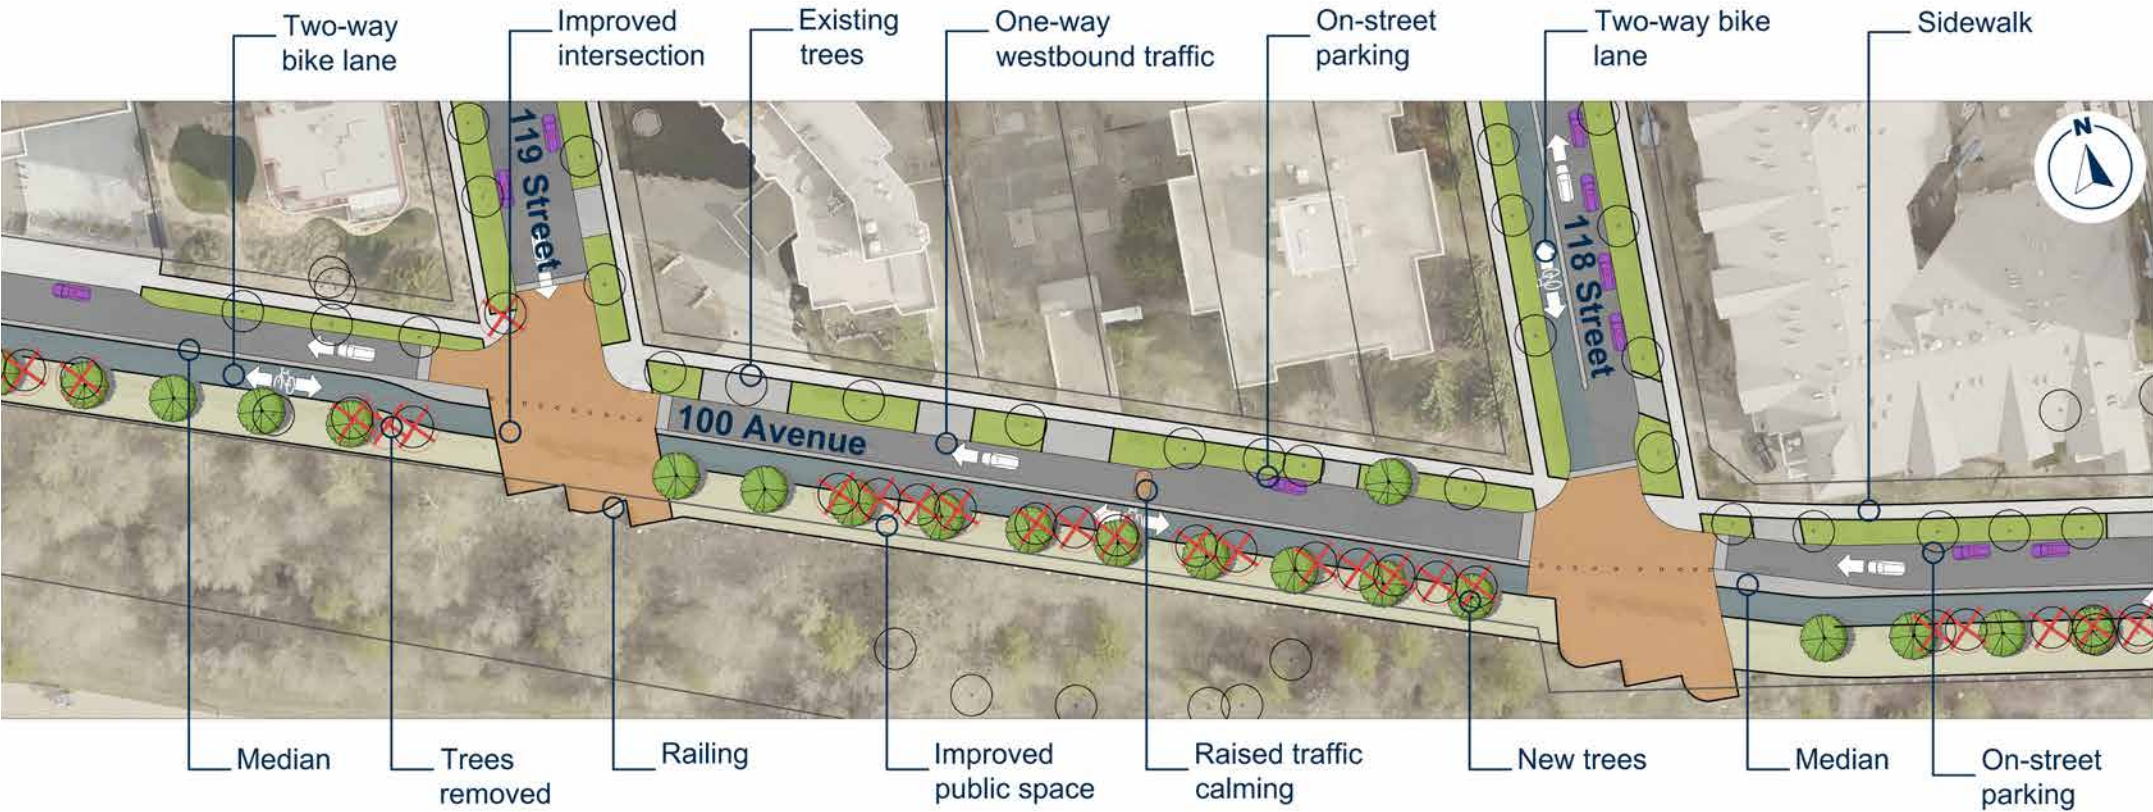 Two-way
bike lane
Improved
intersection
Existing
trees
One-way
westbound traffic
On-street
parking
Two-way bike
lane
Sidewalk
N
119 Street
118 Street
100 Avenue
Median
Trees
removed
Railing
Improved
public space
Raised traffic
calming
New trees
Median
On-street
parking